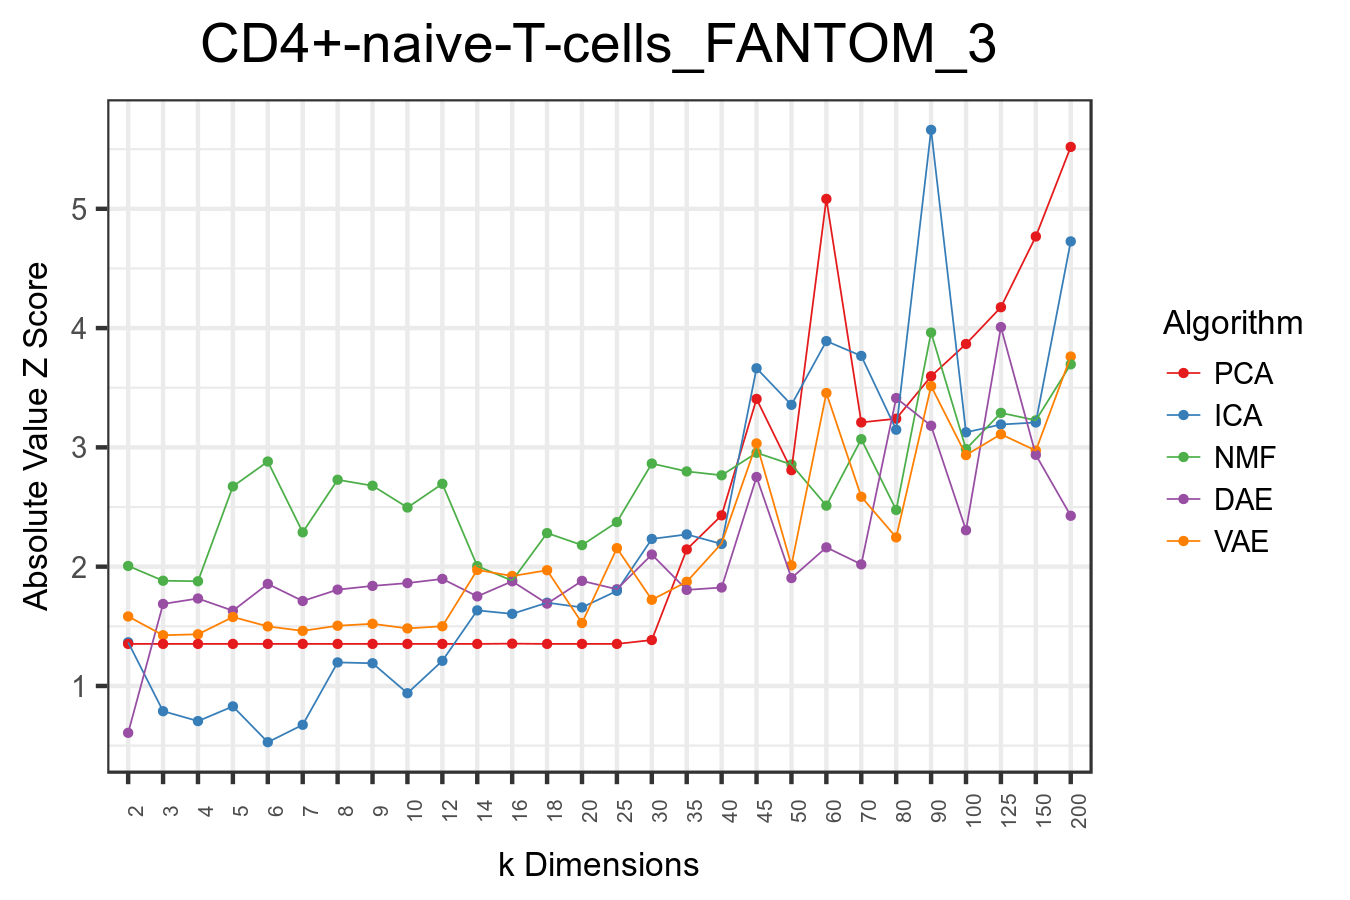 CD4+-naive-T-cells_FANTOM_3
Absolute Value Z Score
5
4
3
2
1
2 3 4 5 6 7 8 9 10 12 14 16 18 20 25 30 35 40 45 50 60 70 80 90 100 125 150 200
k Dimensions
Algorithm
PCA
ICA
NMF
DAE
VAE